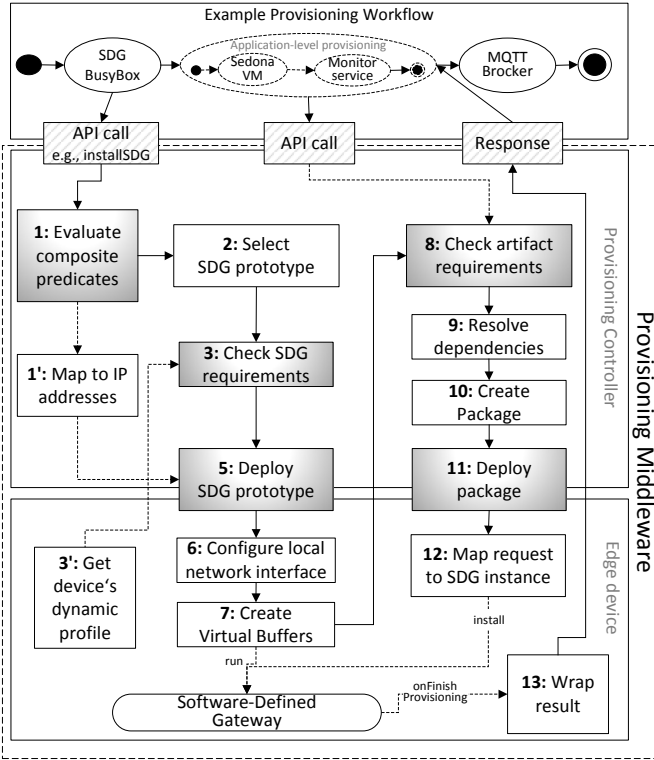 Example Provisioning Workflow
Application-level provisioning
SDG
BusyBox
Sedona
VM
Monitor
service
MQTT
Brocker
API call
e.g., installSDG
API call
Response
1: Evaluate
composite
predicates
2: Select
SDG prototype
8: Check artifact
requirements
Provisioning Controller
9: Resolve
dependencies
1': Map to IP
addresses
3: Check SDG
requirements
10: Create
Package
Provisioning Middleware
5: Deploy
SDG prototype
11: Deploy
package
3': Get
device's
dynamic
profile
6: Configure local
network interface
12: Map request
to SDG instance
Edge device
7: Create
Virtual Buffers
install
run
Software-Defined
Gateway
onFinish
Provisioning
13: Wrap
result